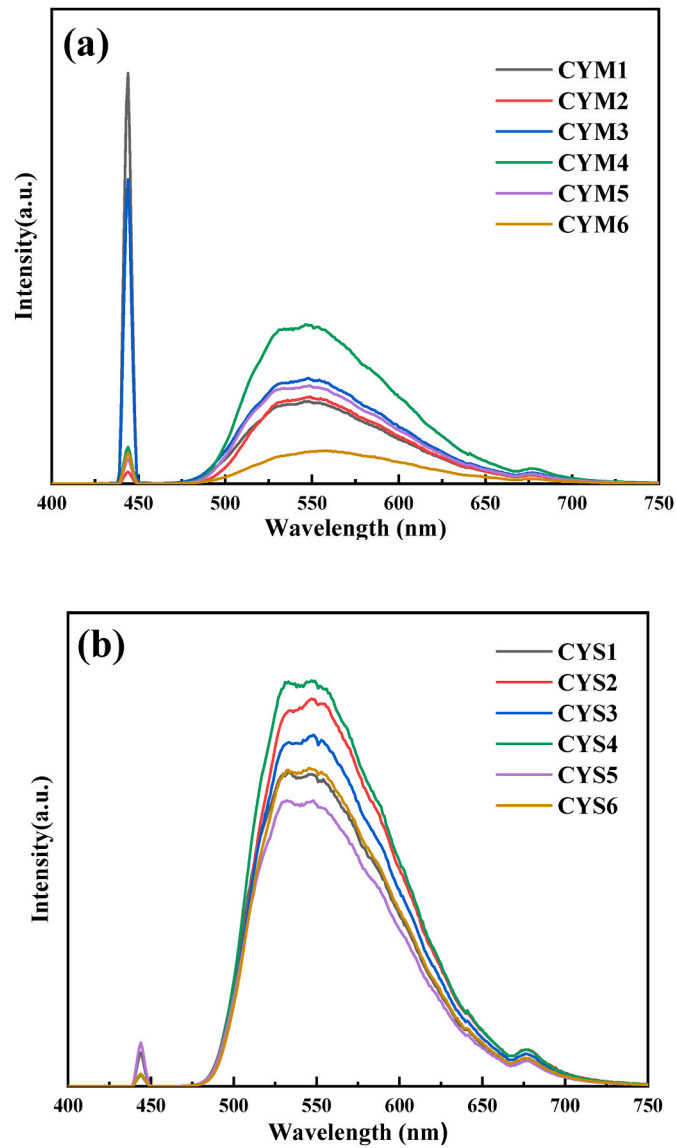 (a)
CYM1
CYM2
CYM3
CYM4
CYM5
CYM6
Intensity(a.u.)
400 450 500 550 600 650 700 750
Wavelength (nm)
(b)
CYS1
CYS2
CYS3
CYS4
CYS5
CYS6
Intensity(a.u.)
400 450 500 550 600 650 700 750
Wavelength (nm)